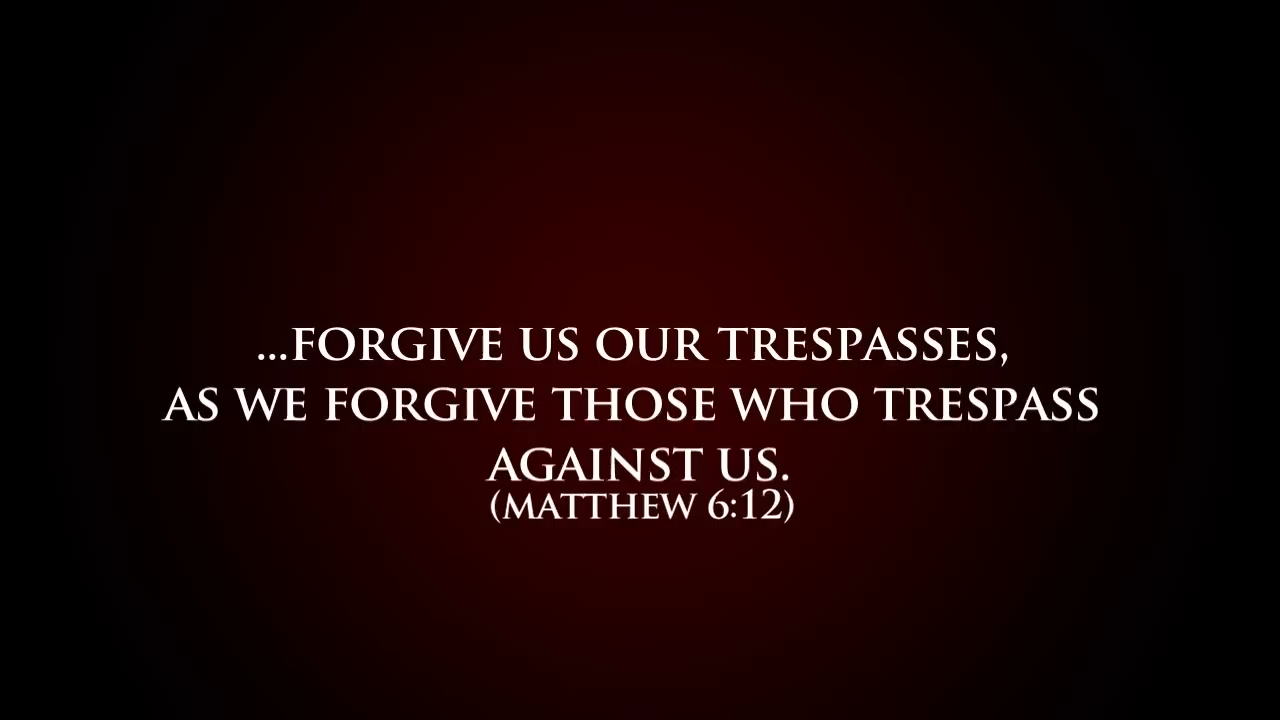 ...FORGIVE US OUR TRESPASSES,
AS WE FORGIVE THOSE WHO TRESPASS
AGAINST US.
(MATTHEW 6:12)